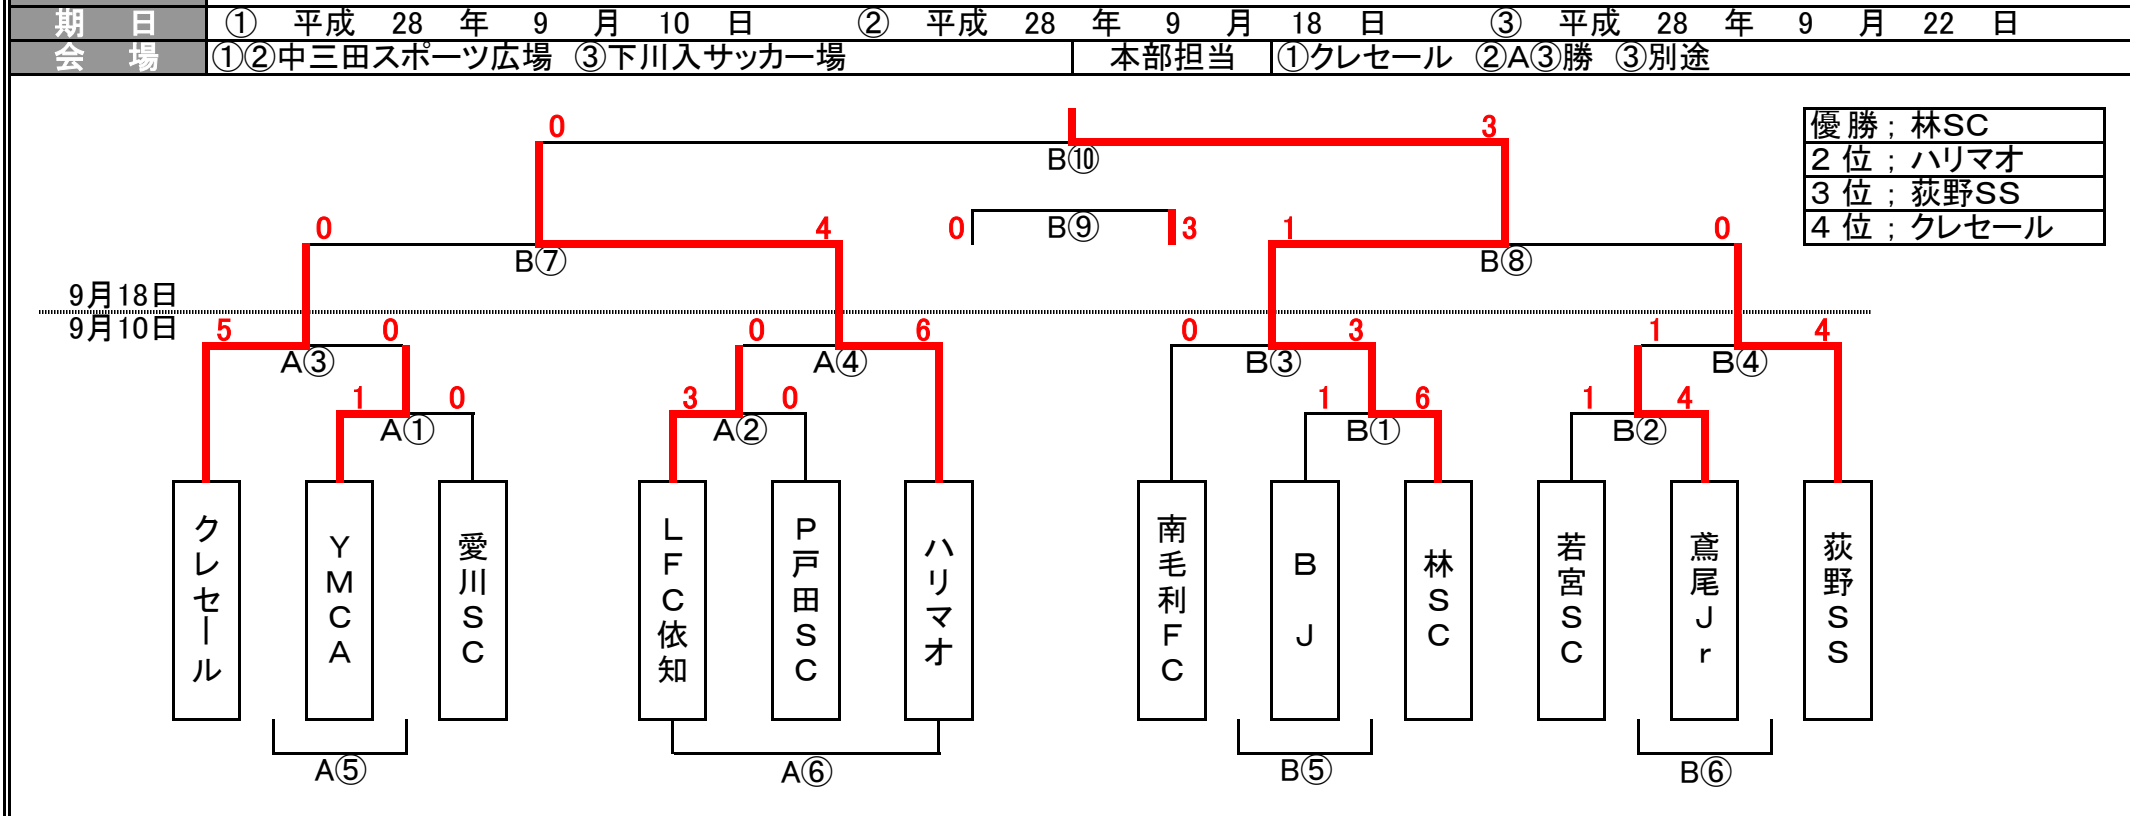 期 日 ① 平成 28 年 9 月 10 日 ② 平成 28 年 9 月 18 日 ③ 平成 28 年 9 月 22 日
会 場 ①②中三田スポーツ広場 ③下川入サッカー場 本部担当 ①クレセール ②A③勝 ③別途
0 3
B⑩
優 勝 ; 林SC
2 位 ; ハリマオ
3 位 ; 荻野SS
4 位 ; クレセール
0 4 0 B⑨ 3 1 0
B⑦ B⑧
9月18日
9月10日
5 0 0 6 0 3 1 4
A③ A④ B③ B④
1 0 3 0 1 6 1 4
A① A② B① B②
クレセール
YMCA
愛川SC
LFC依知
P戸田SC
ハリマオ
南毛利FC
BJ
林SC
若宮SC
鳶尾Jr
荻野SS
A⑤ A⑥ B⑤ B⑥